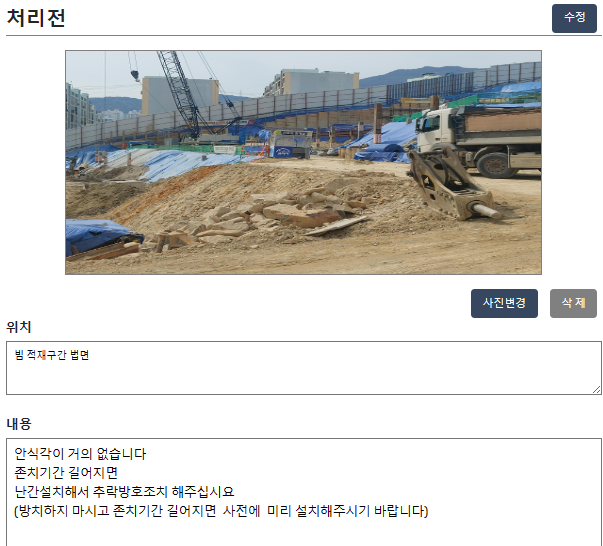 처리전
수정
사진변경
삭 제
위치
빔 적재구간 법면
내용
안식각이 거의 없습니다
존치기간 길어지면
난간설치해서 추락방호조치 해주십시요
(방치하지 마시고 존치기간 길어지면  사전에  미리 설치해주시기 바랍니다)